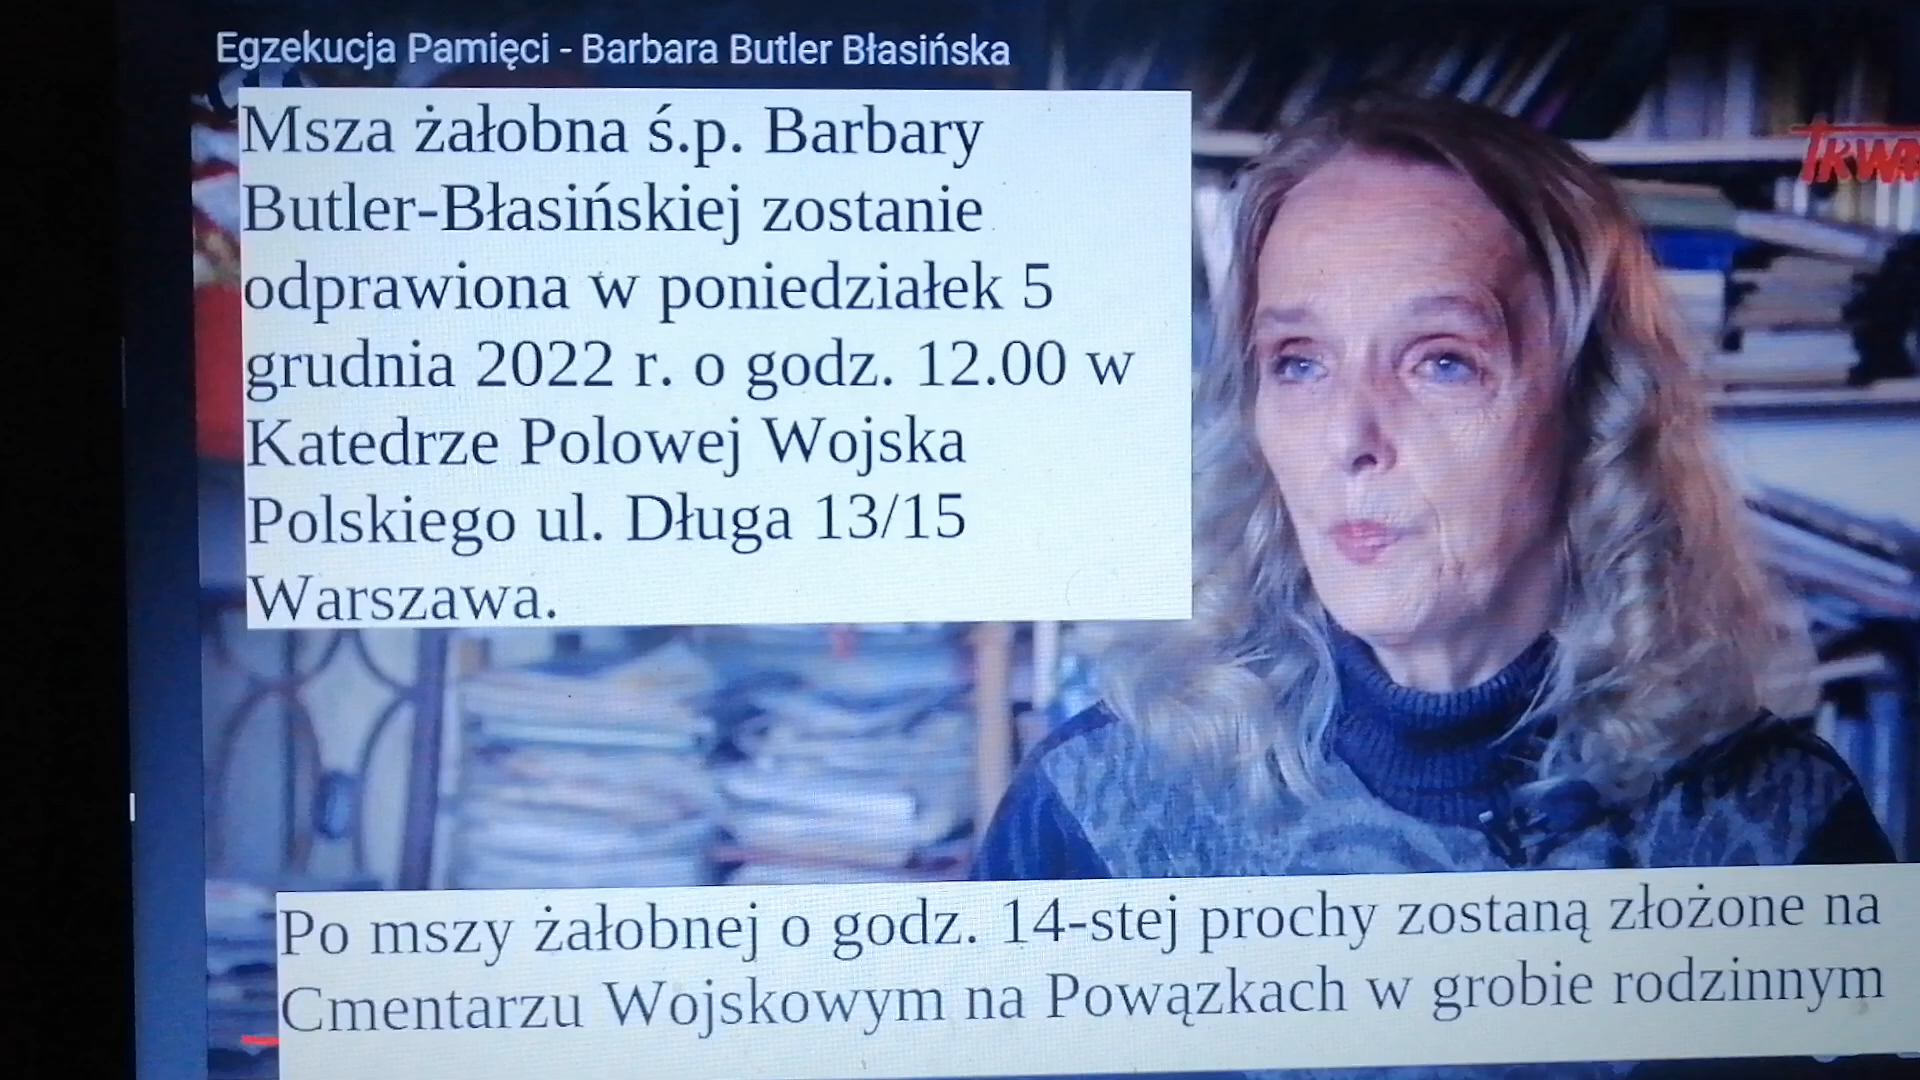 Egzekucja Pamięci - Barbara Butler Błasińska
Msza żałobna ś.p. Barbary
Butler-Błasińskiej zostanie
odprawiona w poniedziałek 5
grudnia 2022 r. o godz. 12.00 w
Katedrze Polowej Wojska
Polskiego ul. Długa 13/15
Warszawa.
Po mszy żałobnej o godz. 14-stej prochy zostaną złożone na
Cmentarzu Wojskowym na Powązkach w grobie rodzinnym